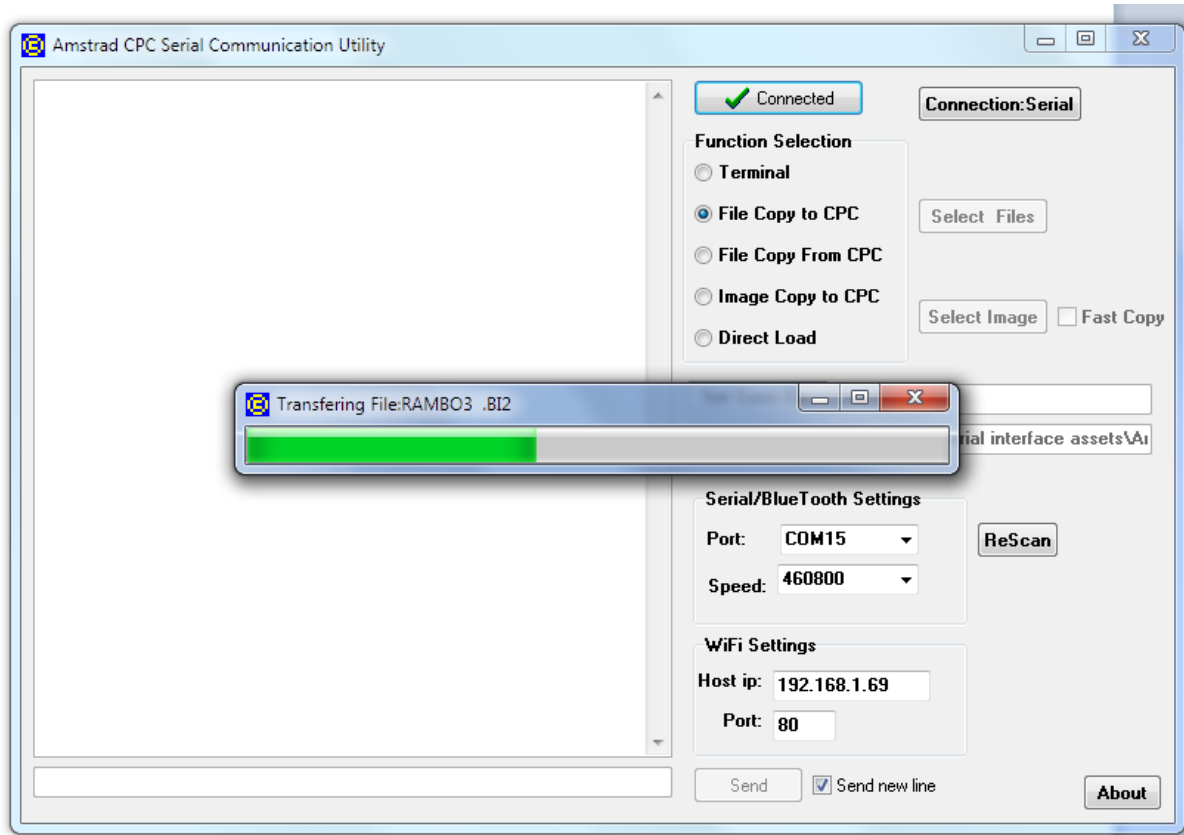 Amstrad CPC Serial Communication Utility
Connected
Connection:Serial
Function Selection
Terminal
File Copy to CPC
Select Files
File Copy From CPC
Image Copy to CPC
Select Image
Fast Copy
Direct Load
Transfering File:RAMBO3 .BI2
rial interface assets\
Serial/BlueTooth Settings
Port: COM15
ReScan
Speed: 460800
WiFi Settings
Host ip: 192.168.1.69
Port: 80
Send
Send new line
About